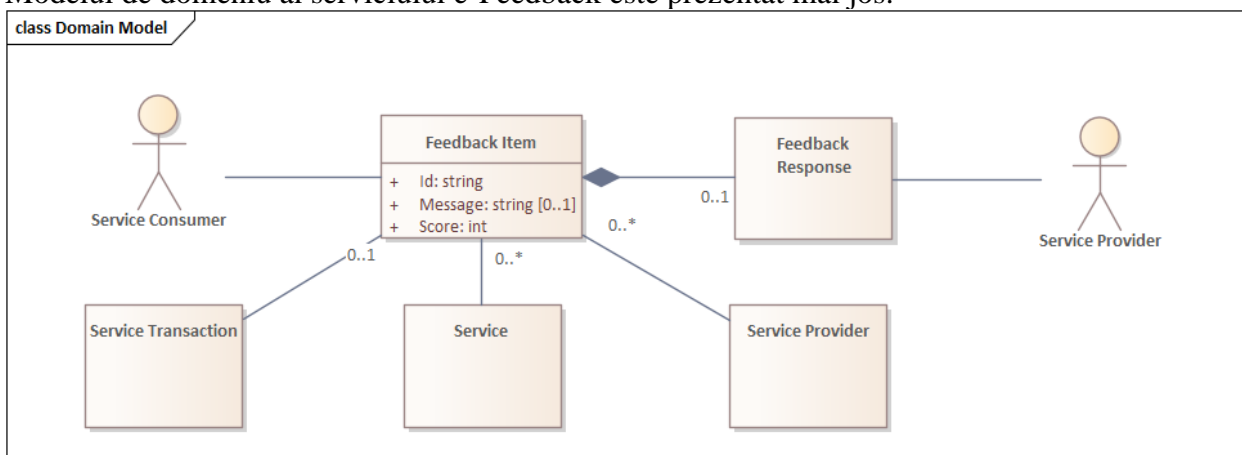 Modelul de domeniu al serviciului e-Feedback este prezentat mai jos:
class Domain Model
Service Consumer
Feedback Item
+ Id: string
+ Message: string [0..1]
+ Score: int
0..1
Feedback
Response
Service Provider
0..1
0..*
0..*
Service Transaction
Service
Service Provider